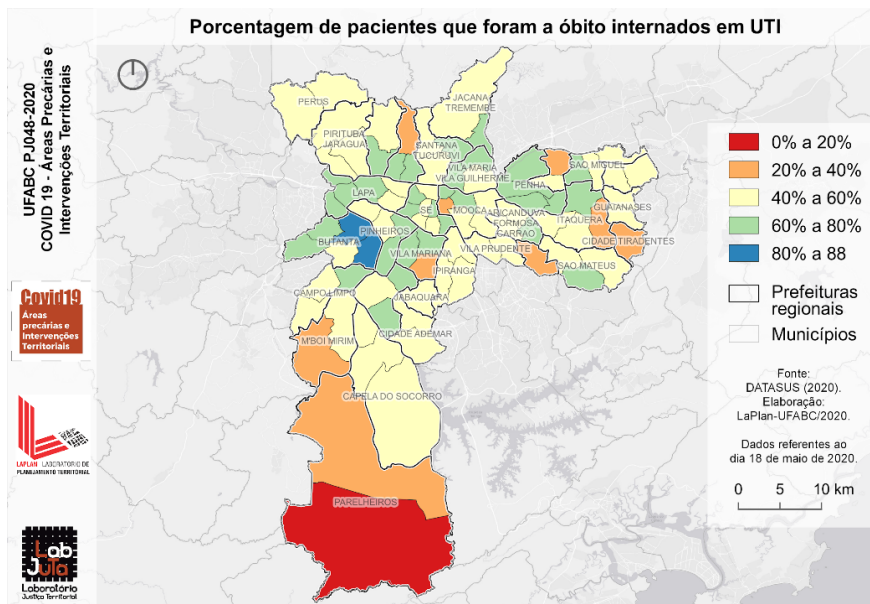 Porcentagem de pacientes que foram a óbito internados em UTI
UFABC PJ048-2020
COVID 19 - Áreas Precárias e
Intervenções Territoriais
Covid19
Áreas
precárias e
Intervenções
Territoriais
LAPLAN - LABORATÓRIO DE
PLANEJAMENTO TERRITORIAL
Lab
JuTa
Laboratório
Justiça Territorial
PERUS
JACANA
TREMEMBE
PIRITUBA
JARAGUA
SANTANA
TUCURUVI
VILA MARIA
VILA GUILHERME
SAO MIGUEL
PENHA
LAPA
SE
MOOCA
ARICANDUVA
FORMOSA
CARRAO
GUAIANASES
ITAQUERA
PINHEIROS
BUTANTA
CIDADE TIRADENTES
VILA MARIANA
VILA PRUDENTE
IPIRANGA
SAO MATEUS
CAMPO LIMPO
JABAQUARA
CIDADE ADEMAR
M'BOI MIRIM
CAPELA DO SOCORRO
PARELHEIROS
0% a 20%
20% a 40%
40% a 60%
60% a 80%
80% a 88
Prefeituras
regionais
Municípios
Fonte:
DATASUS (2020).
Elaboração:
LaPlan-UFABC/2020.
Dados referentes ao
dia 18 de maio de 2020.
0 5 10 km